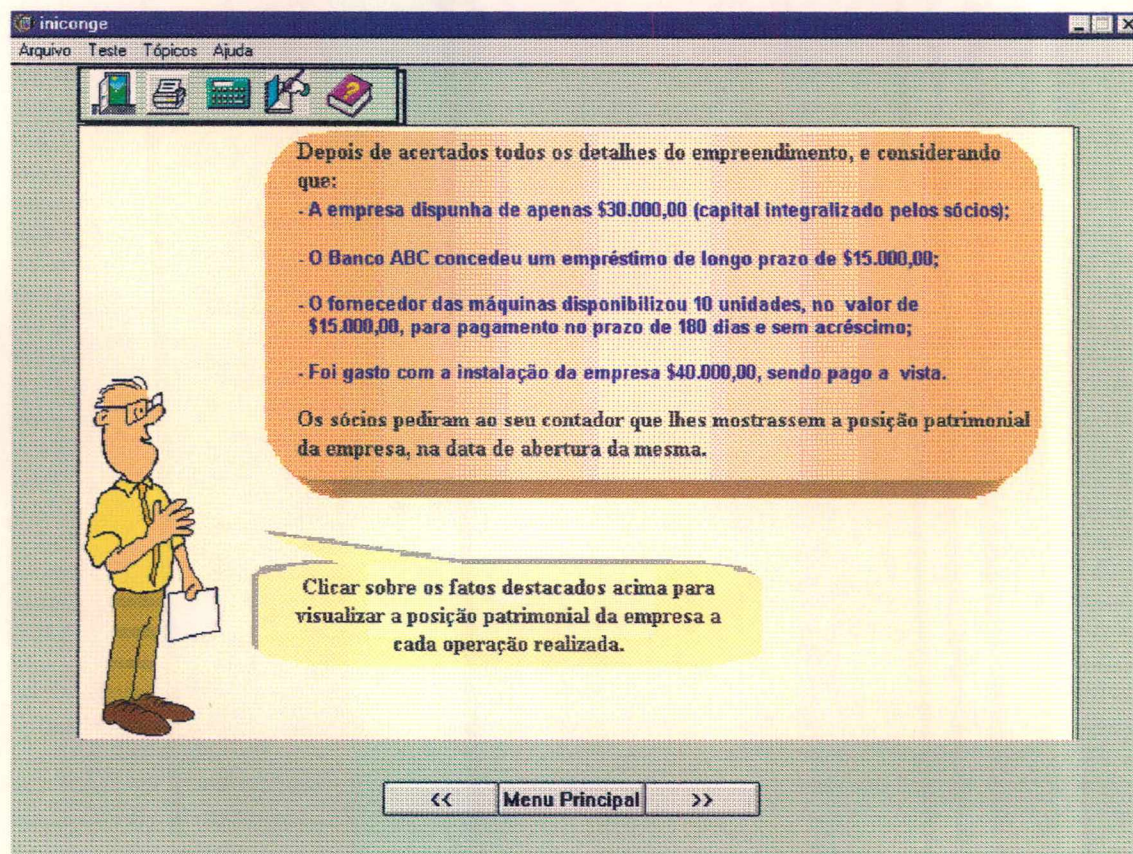 iniconge
Arquivo Teste Tópicos Ajuda
Depois de acertados todos os detalhes do empreendimento, e considerando
que:
- A empresa dispunha de apenas $30.000,00 (capital integralizado pelos sócios);
- O Banco ABC concedeu um empréstimo de longo prazo de $15.000,00;
- O fornecedor das máquinas disponibilizou 10 unidades, no valor de
$15.000,00, para pagamento no prazo de 180 dias e sem acréscimo;
- Foi gasto com a instalação da empresa $40.000,00, sendo pago a vista.
Os sócios pediram ao seu contador que lhes mostrassem a posição patrimonial
da empresa, na data de abertura da mesma.
Clicar sobre os fatos destacados acima para
visualizar a posição patrimonial da empresa a
cada operação realizada.
<< Menu Principal >>